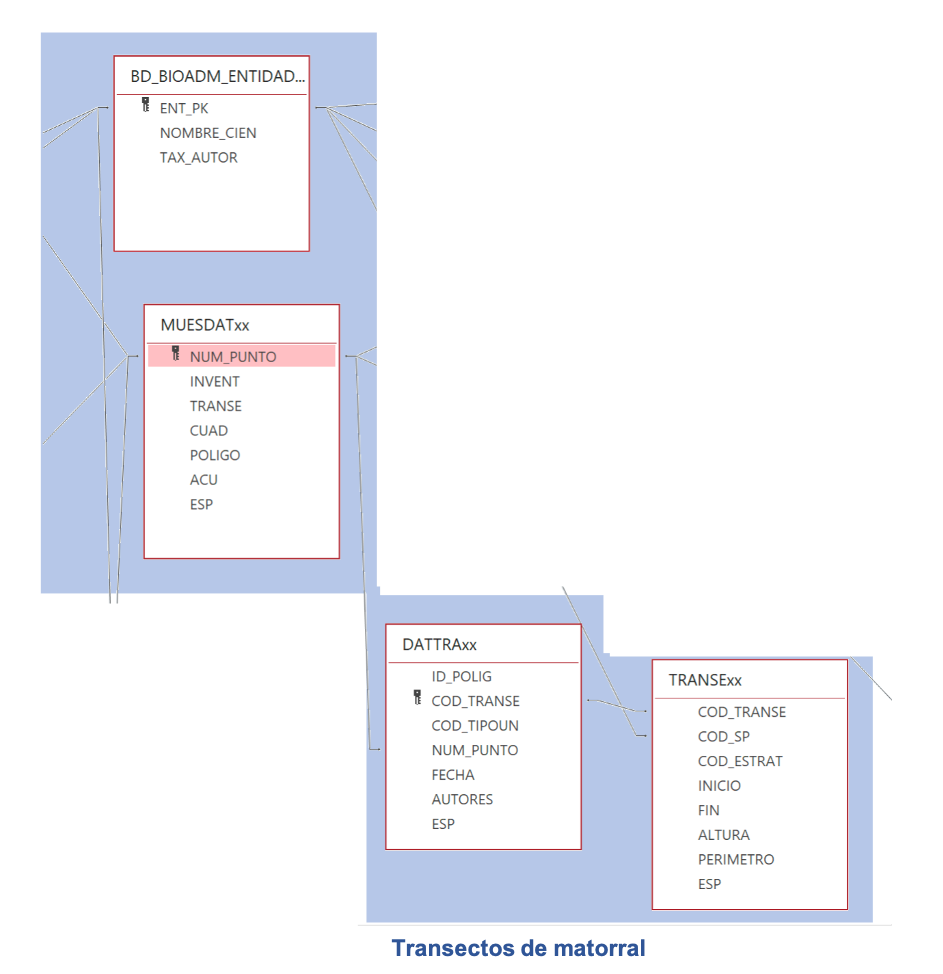 BD_BIOADM_ENTIDAD...
ENT_PK
NOMBRE_CIEN
TAX_AUTOR
MUESDATxx
NUM_PUNTO
INVENT
TRANSE
CUAD
POLIGO
ACU
ESP
DATTRAxx
ID_POLIG
COD_TRANSE
COD_TIPOUN
NUM_PUNTO
FECHA
AUTORES
ESP
TRANSExx
COD_TRANSE
COD_SP
COD_ESTRAT
INICIO
FIN
ALTURA
PERIMETRO
ESP
Transectos de matorral